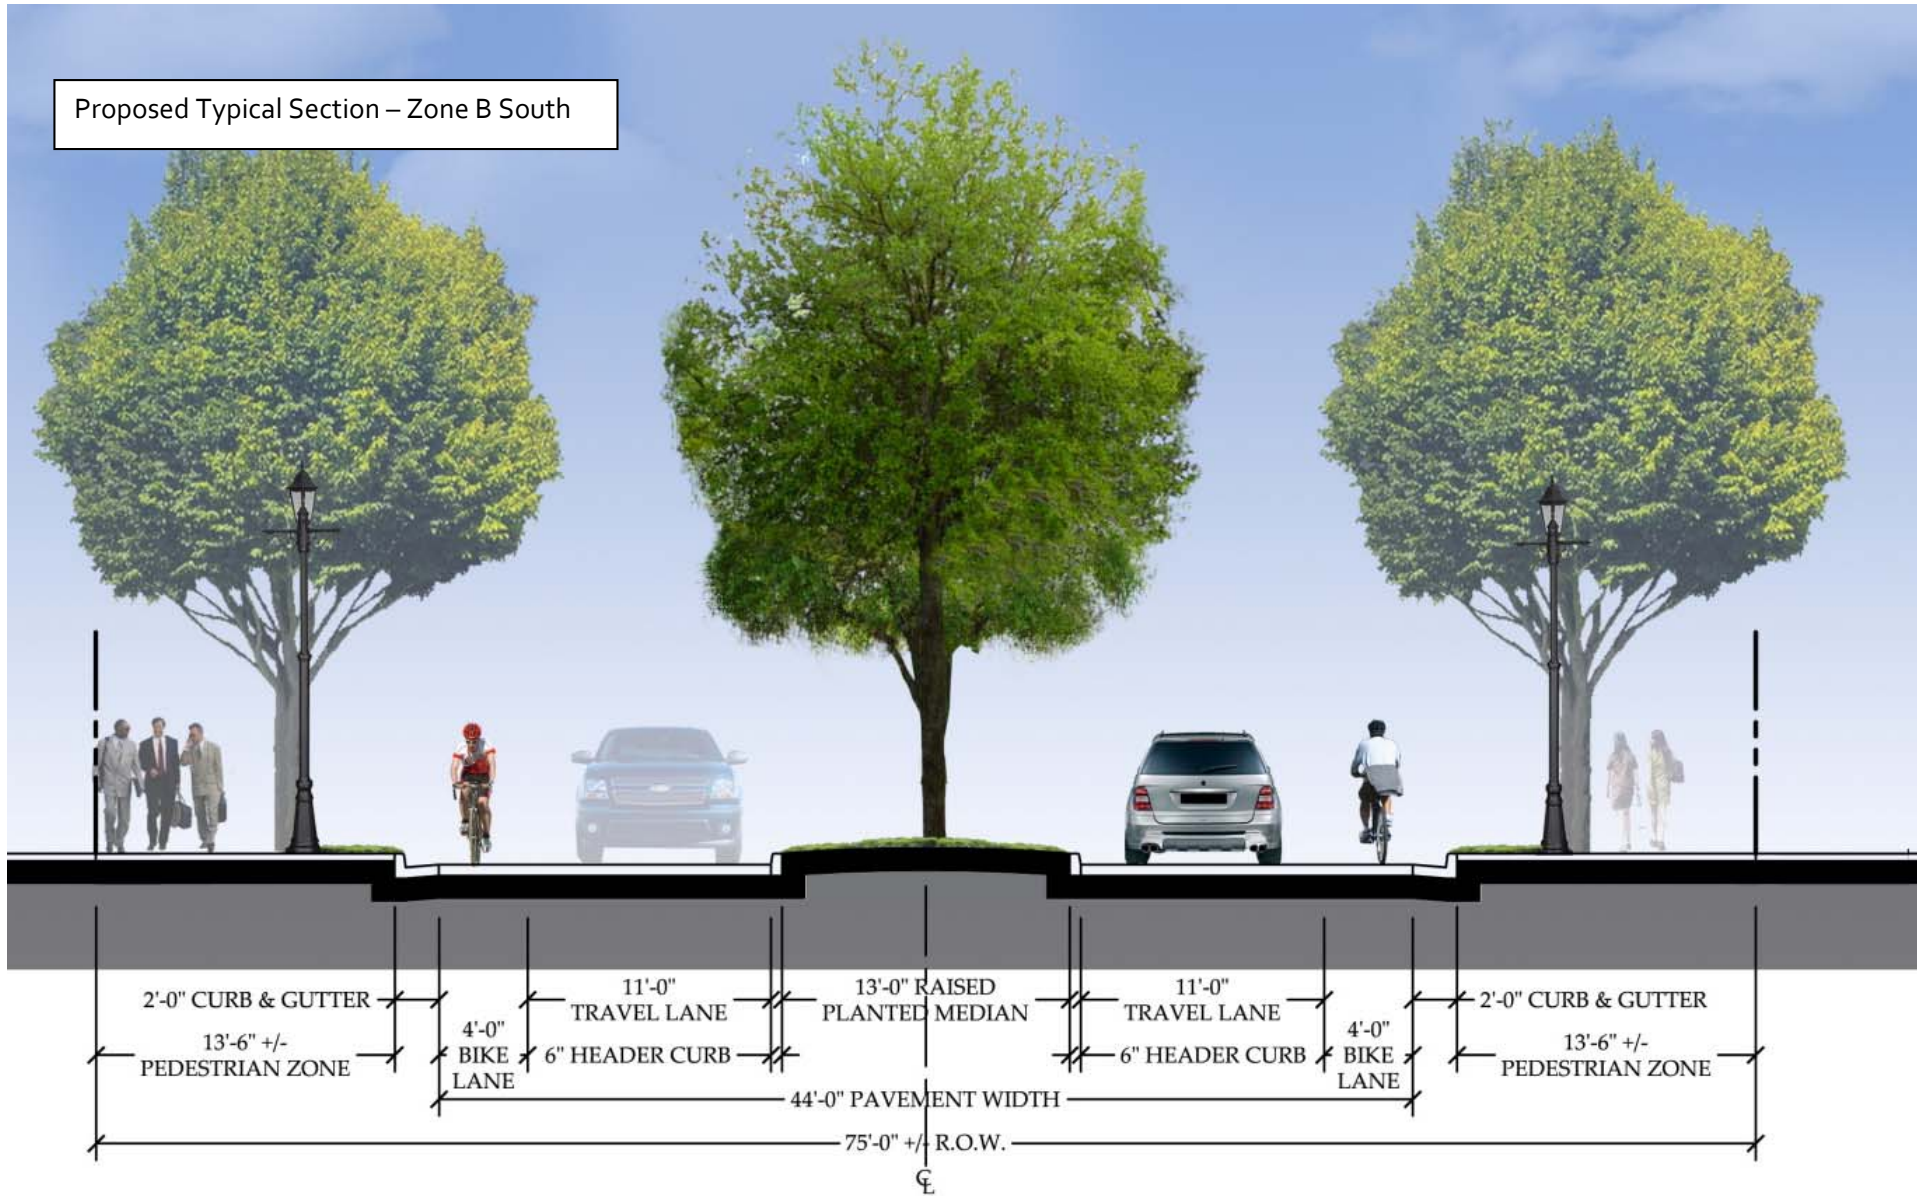 Proposed Typical Section – Zone B South
2'-0" CURB & GUTTER
11'-0"
TRAVEL LANE
13'-0" RAISED
PLANTED MEDIAN
11'-0"
TRAVEL LANE
2'-0" CURB & GUTTER
13'-6" +/-
PEDESTRIAN ZONE
4'-0"
BIKE
LANE
6" HEADER CURB
6" HEADER CURB
4'-0"
BIKE
LANE
13'-6" +/-
PEDESTRIAN ZONE
44'-0" PAVEMENT WIDTH
75'-0" +/- R.O.W.
℄